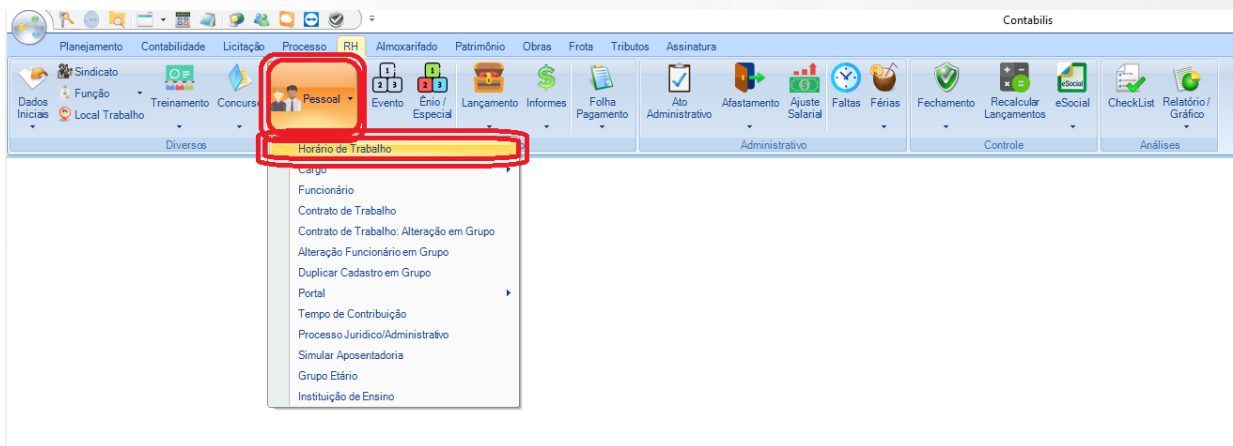 Contabilis
Planejamento Contabilidade Licitação Processo RH Almoxarifado Patrimônio Obras Frota Tributos Assinatura
Dados Iniciais
Sindicato
Função
Local Trabalho
Treinamento
Concurso
Pessoal
Evento
Ênio / Especial
Lançamento
Informes
Folha Pagamento
Ato Administrativo
Afastamento
Ajuste Salarial
Faltas
Férias
Fechamento
Recalcular Lançamentos
eSocial
eSocial
CheckList
Relatório / Gráfico
Diversos
Administrativo
Controle
Análises
Horário de Trabalho
Cargo
Funcionário
Contrato de Trabalho
Contrato de Trabalho: Alteração em Grupo
Alteração Funcionário em Grupo
Duplicar Cadastro em Grupo
Portal
Tempo de Contribuição
Processo Juridico/Administrativo
Simular Aposentadoria
Grupo Etário
Instituição de Ensino